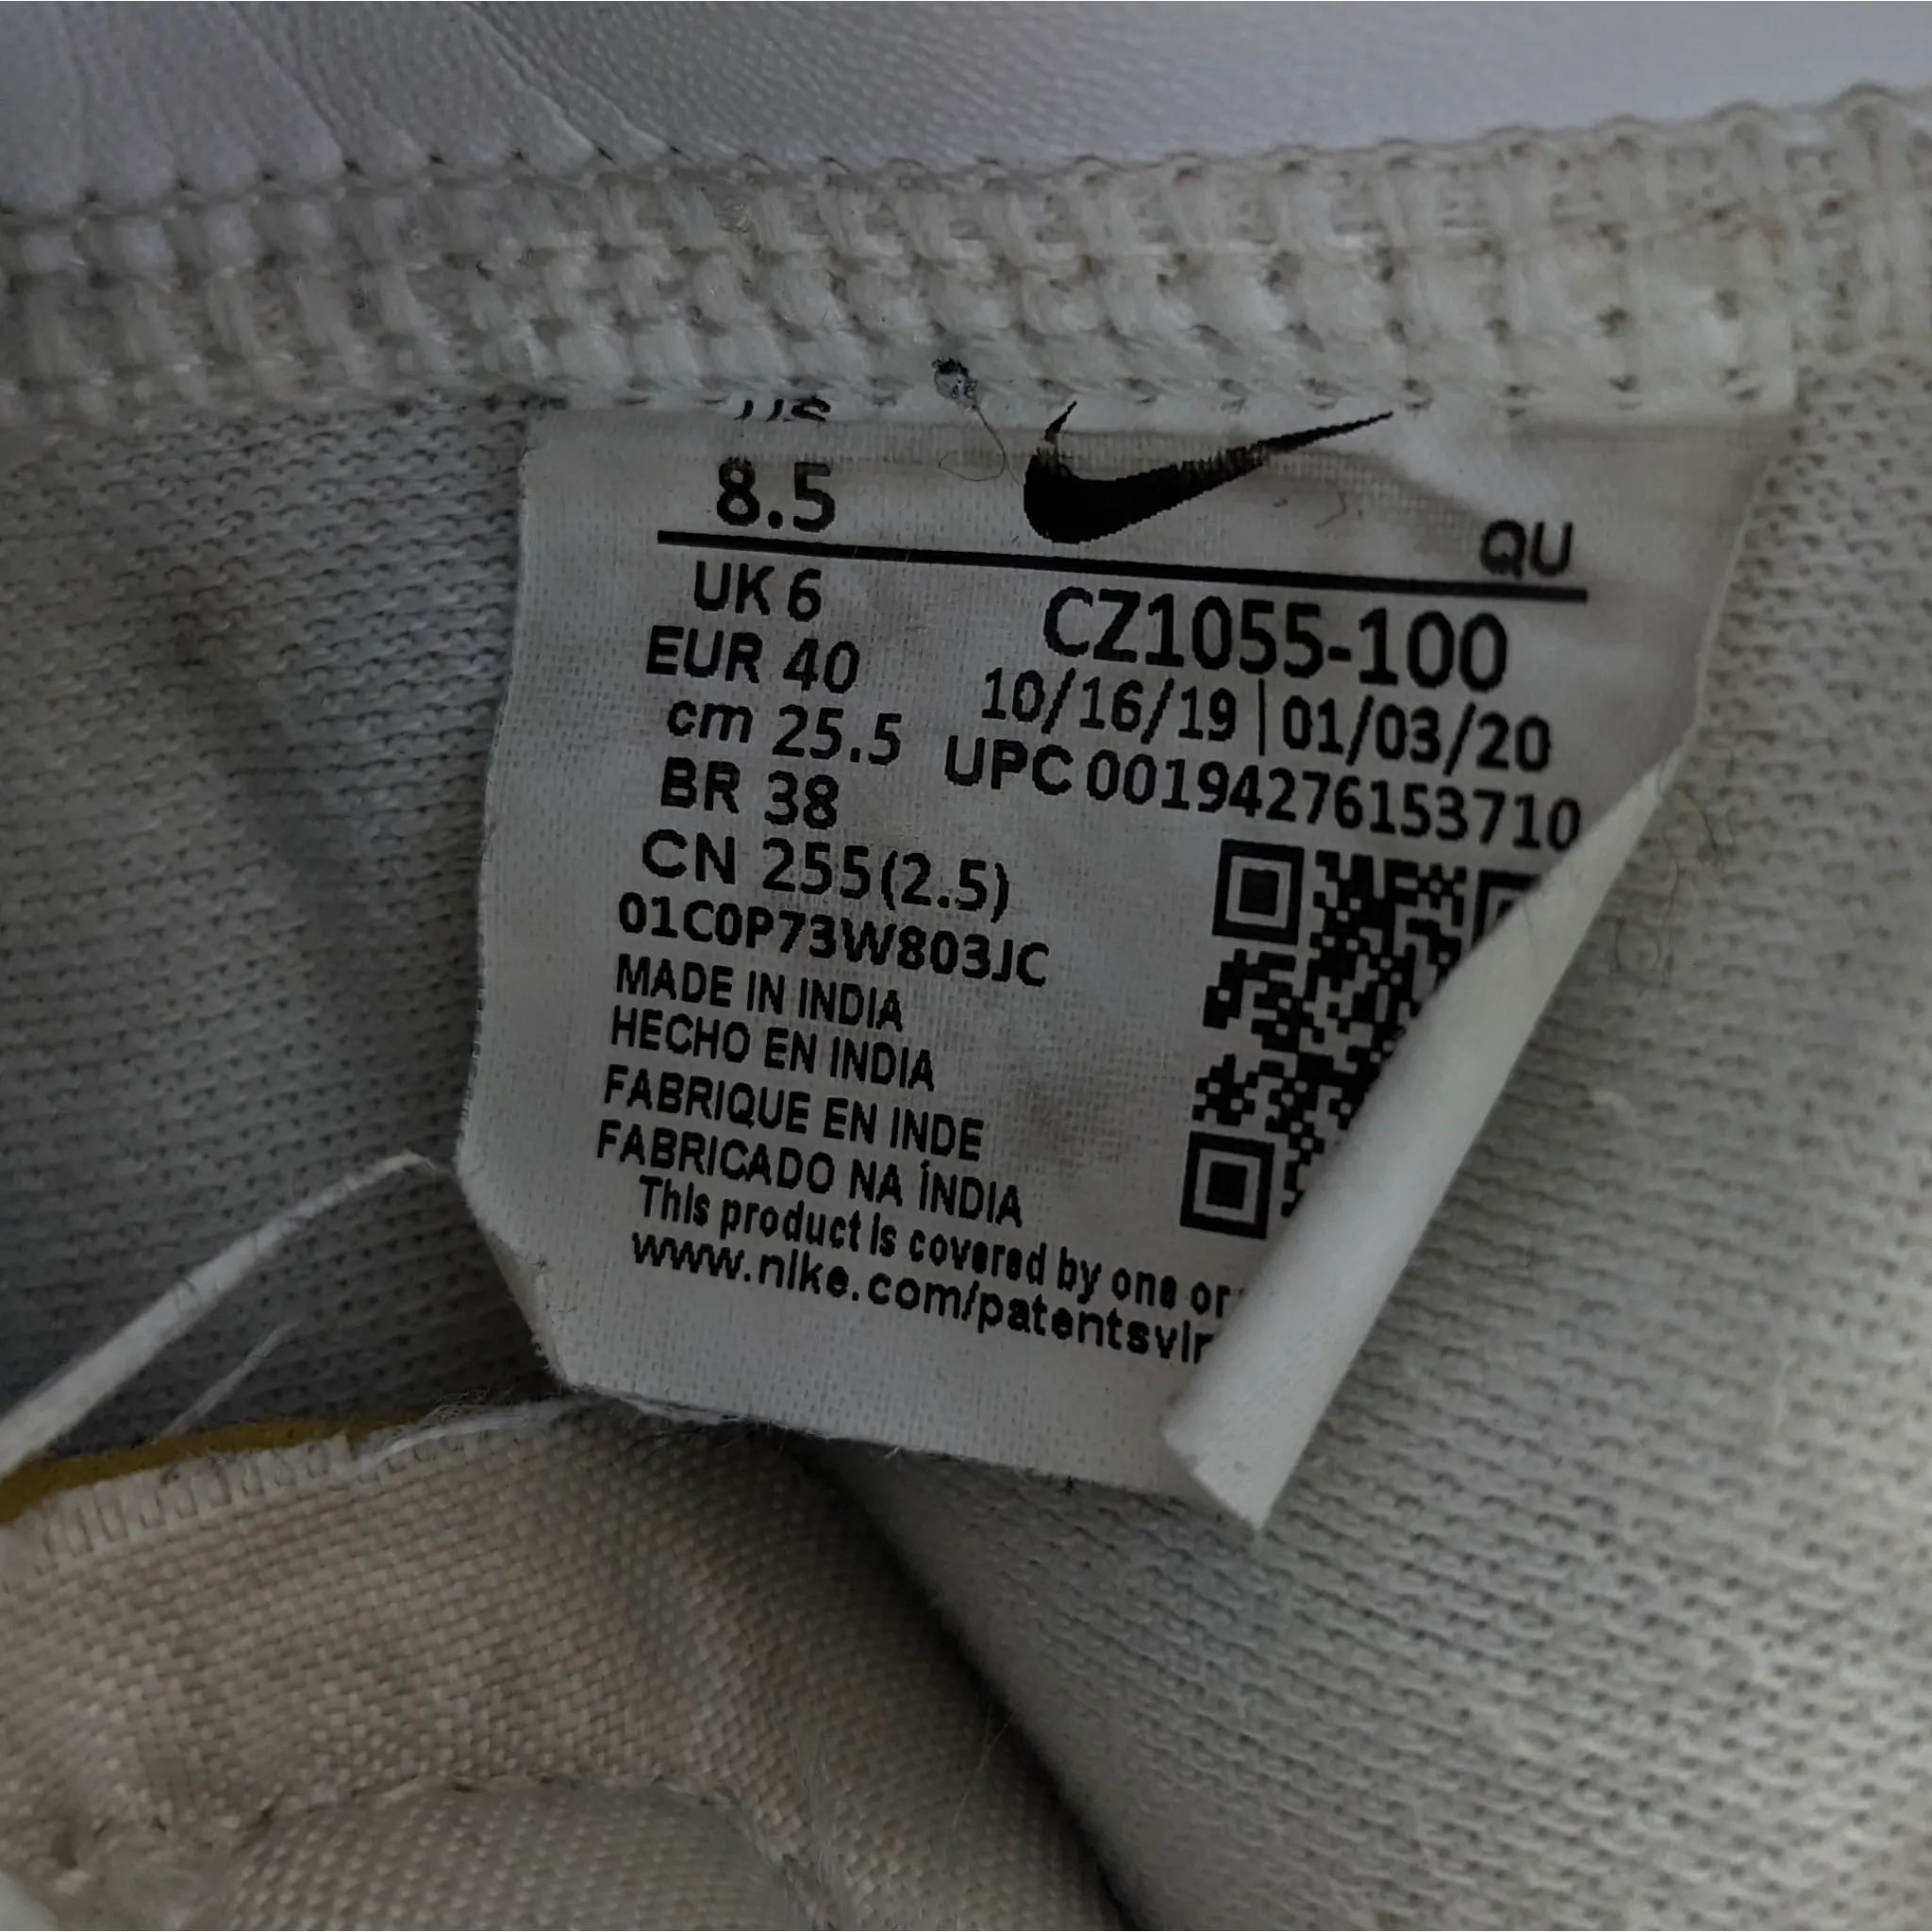 US
8.5
QU
UK 6
CZ1055-100
EUR 40
10/16/19|01/03/20
cm 25.5
UPC 00194276153710
BR 38
CN 255(2.5)
01C0P73W803JC
MADE IN INDIA
HECHO EN INDIA
FABRIQUE EN INDE
FABRICADO NA ÍNDIA
This product is covered by one or
www.nike.com/patents